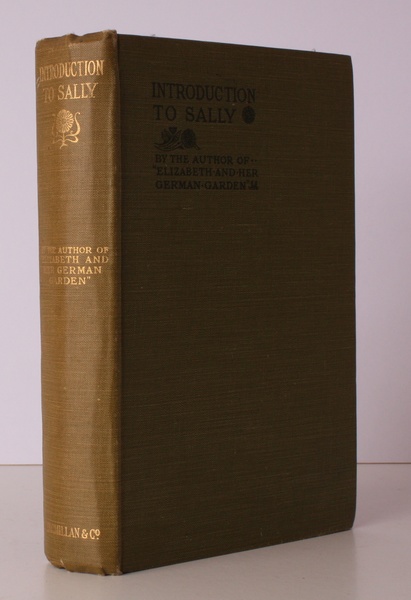 INTRODUCTION
TO SALLY
BY THE AUTHOR OF
"ELIZABETH AND HER
GERMAN GARDEN"
MACMILLAN & Co
INTRODUCTION
TO SALLY
BY THE AUTHOR OF—
"ELIZABETH·AND·HER
GERMAN·GARDEN"